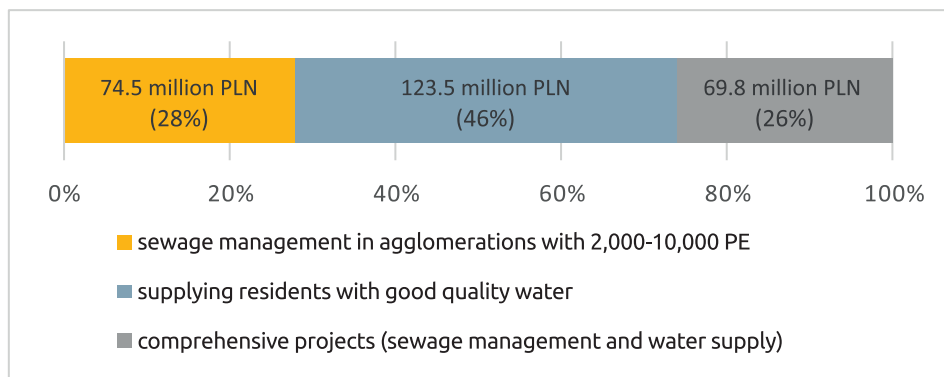 74.5 million PLN
(28%)
123.5 million PLN
(46%)
69.8 million PLN
(26%)
0% 20% 40% 60% 80% 100%
sewage management in agglomerations with 2,000-10,000 PE
supplying residents with good quality water
comprehensive projects (sewage management and water supply)